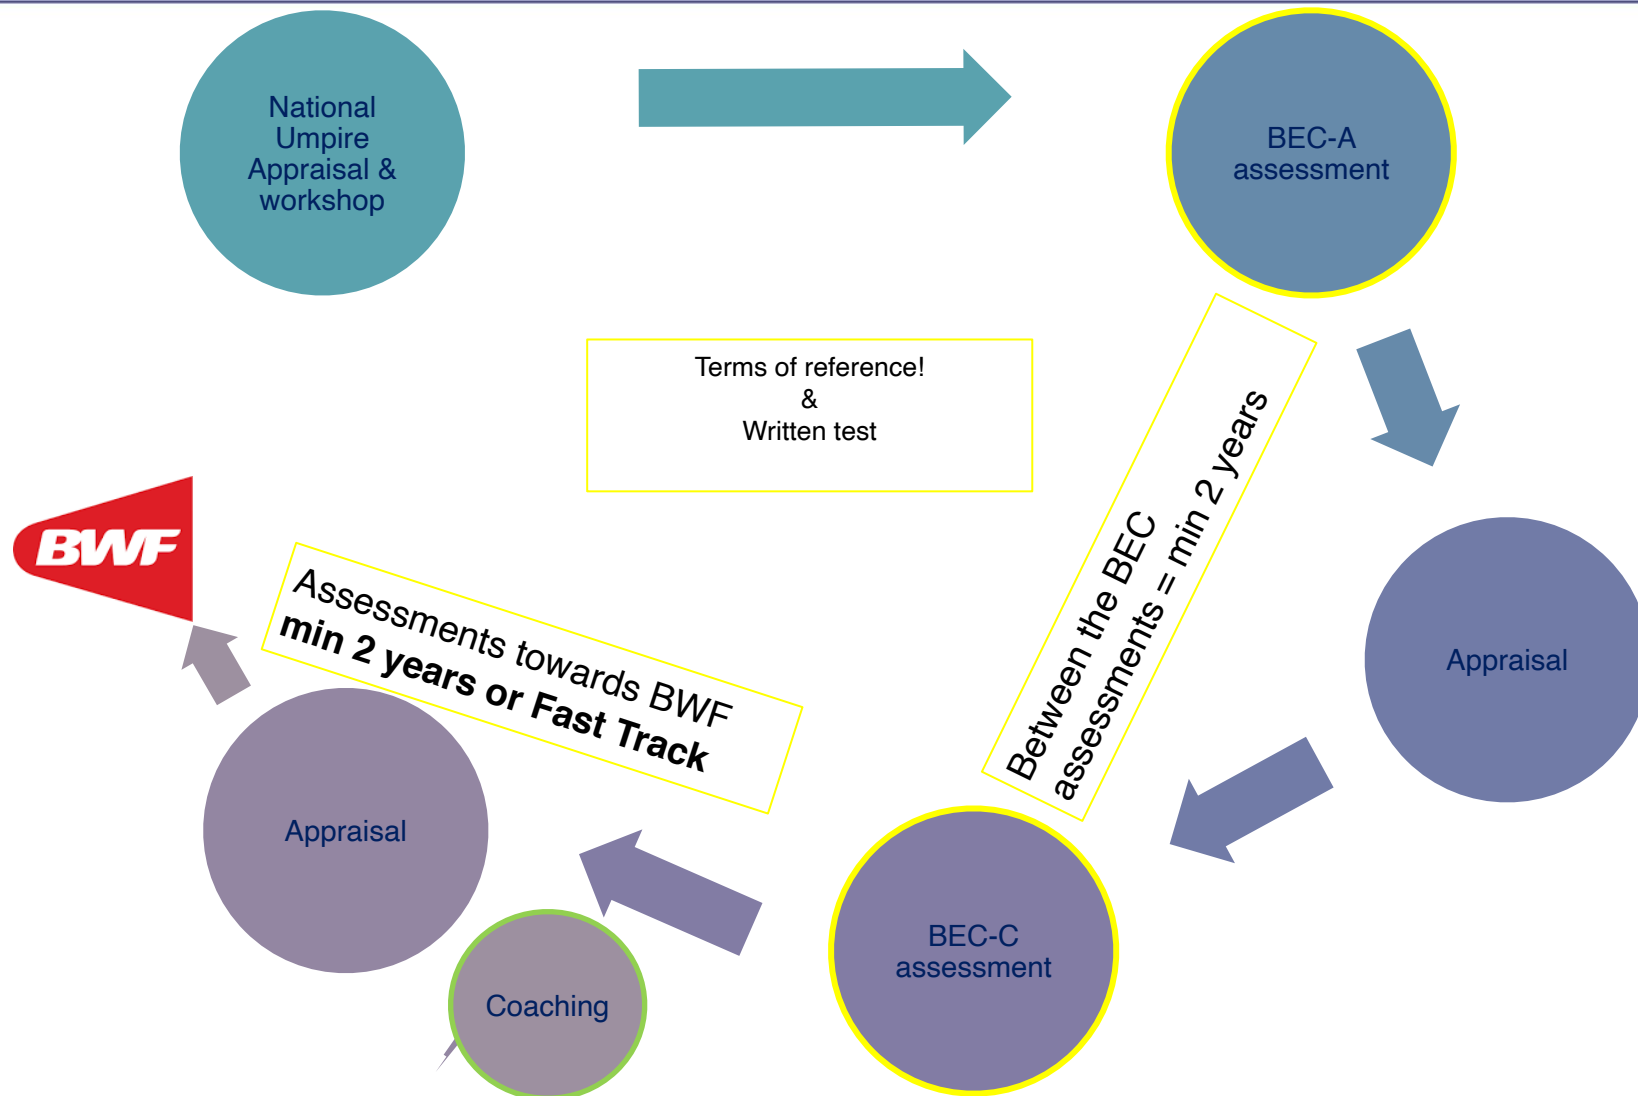 National
Umpire
Appraisal &
workshop
BEC-A
assessment
Terms of reference!
&
Written test
Between the BEC
assessments = min 2 years
BWF
Assessments towards BWF
min 2 years or Fast Track
Appraisal
Appraisal
BEC-C
assessment
Coaching